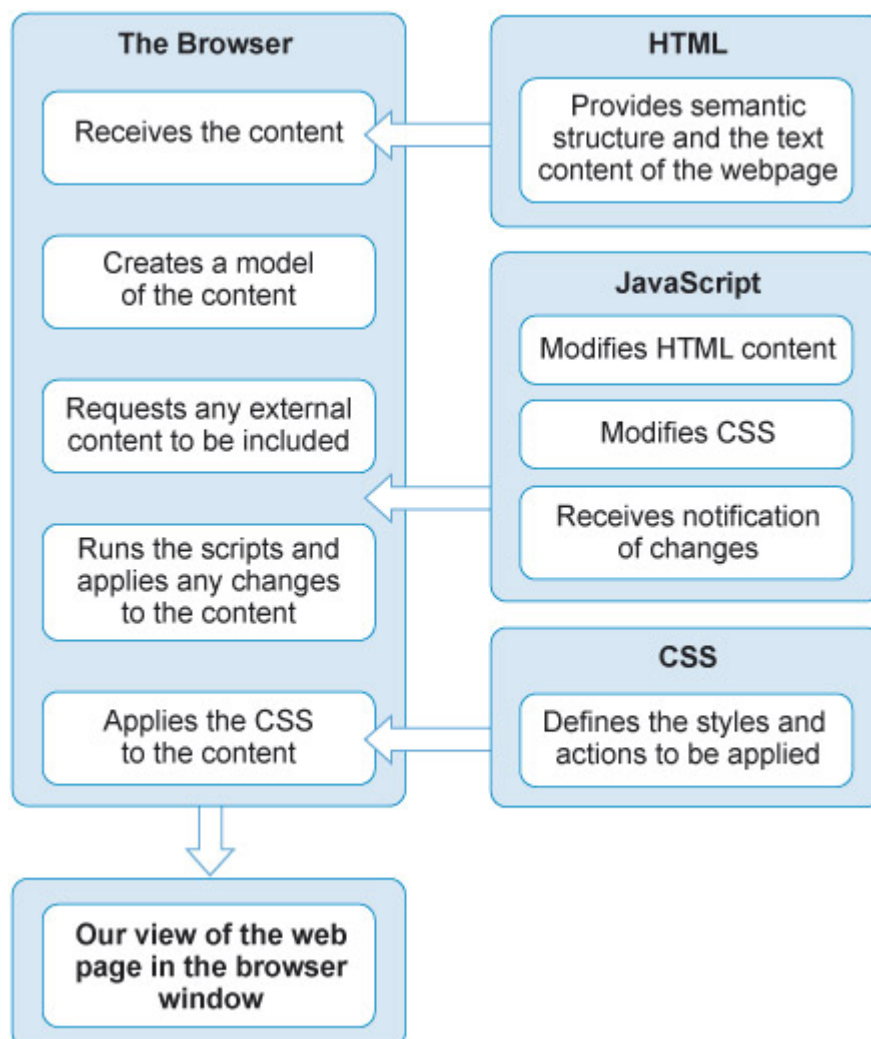 The Browser
Receives the content
Creates a model
of the content
Requests any external
content to be included
Runs the scripts and
applies any changes
to the content
Applies the CSS
to the content
HTML
Provides semantic
structure and the text
content of the webpage
JavaScript
Modifies HTML content
Modifies CSS
Receives notification
of changes
CSS
Defines the styles and
actions to be applied
Our view of the web
page in the browser
window